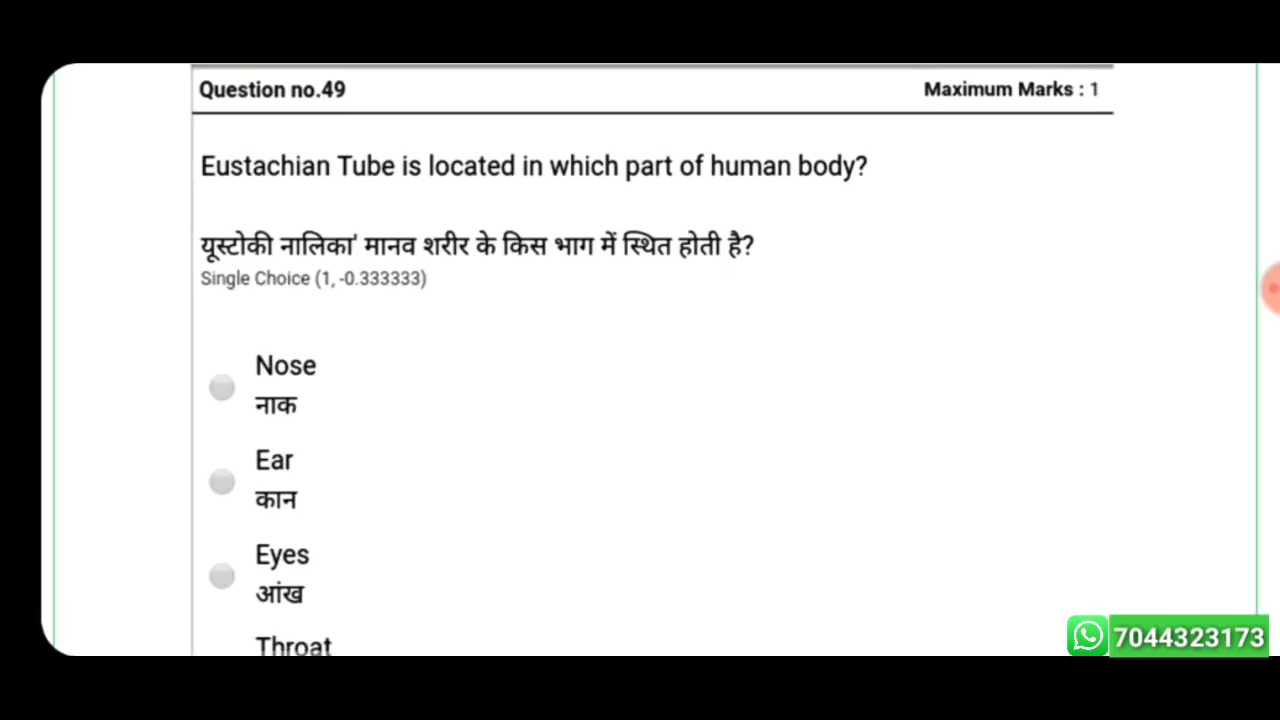 Question no.49 Maximum Marks : 1
Eustachian Tube is located in which part of human body?
यूस्टोकी नालिका' मानव शरीर के किस भाग में स्थित होती है?
Single Choice (1, -0.333333)
Nose
नाक
Ear
कान
Eyes
आंख
Throat
7044323173